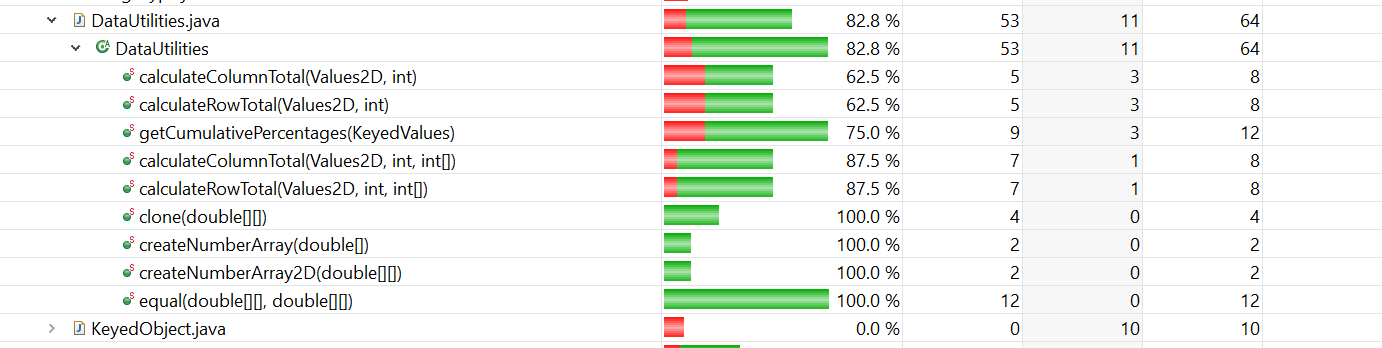 DataUtilities.java 82.8 % 53 11 64
DataUtilities 82.8 % 53 11 64
calculateColumnTotal(Values2D, int) 62.5 % 5 3 8
calculateRowTotal(Values2D, int) 62.5 % 5 3 8
getCumulativePercentages(KeyedValues) 75.0 % 9 3 12
calculateColumnTotal(Values2D, int, int[]) 87.5 % 7 1 8
calculateRowTotal(Values2D, int, int[]) 87.5 % 7 1 8
clone(double[][]) 100.0 % 4 0 4
createNumberArray(double[]) 100.0 % 2 0 2
createNumberArray2D(double[][]) 100.0 % 2 0 2
equal(double[][], double[][]) 100.0 % 12 0 12
KeyedObject.java 0.0 % 0 10 10